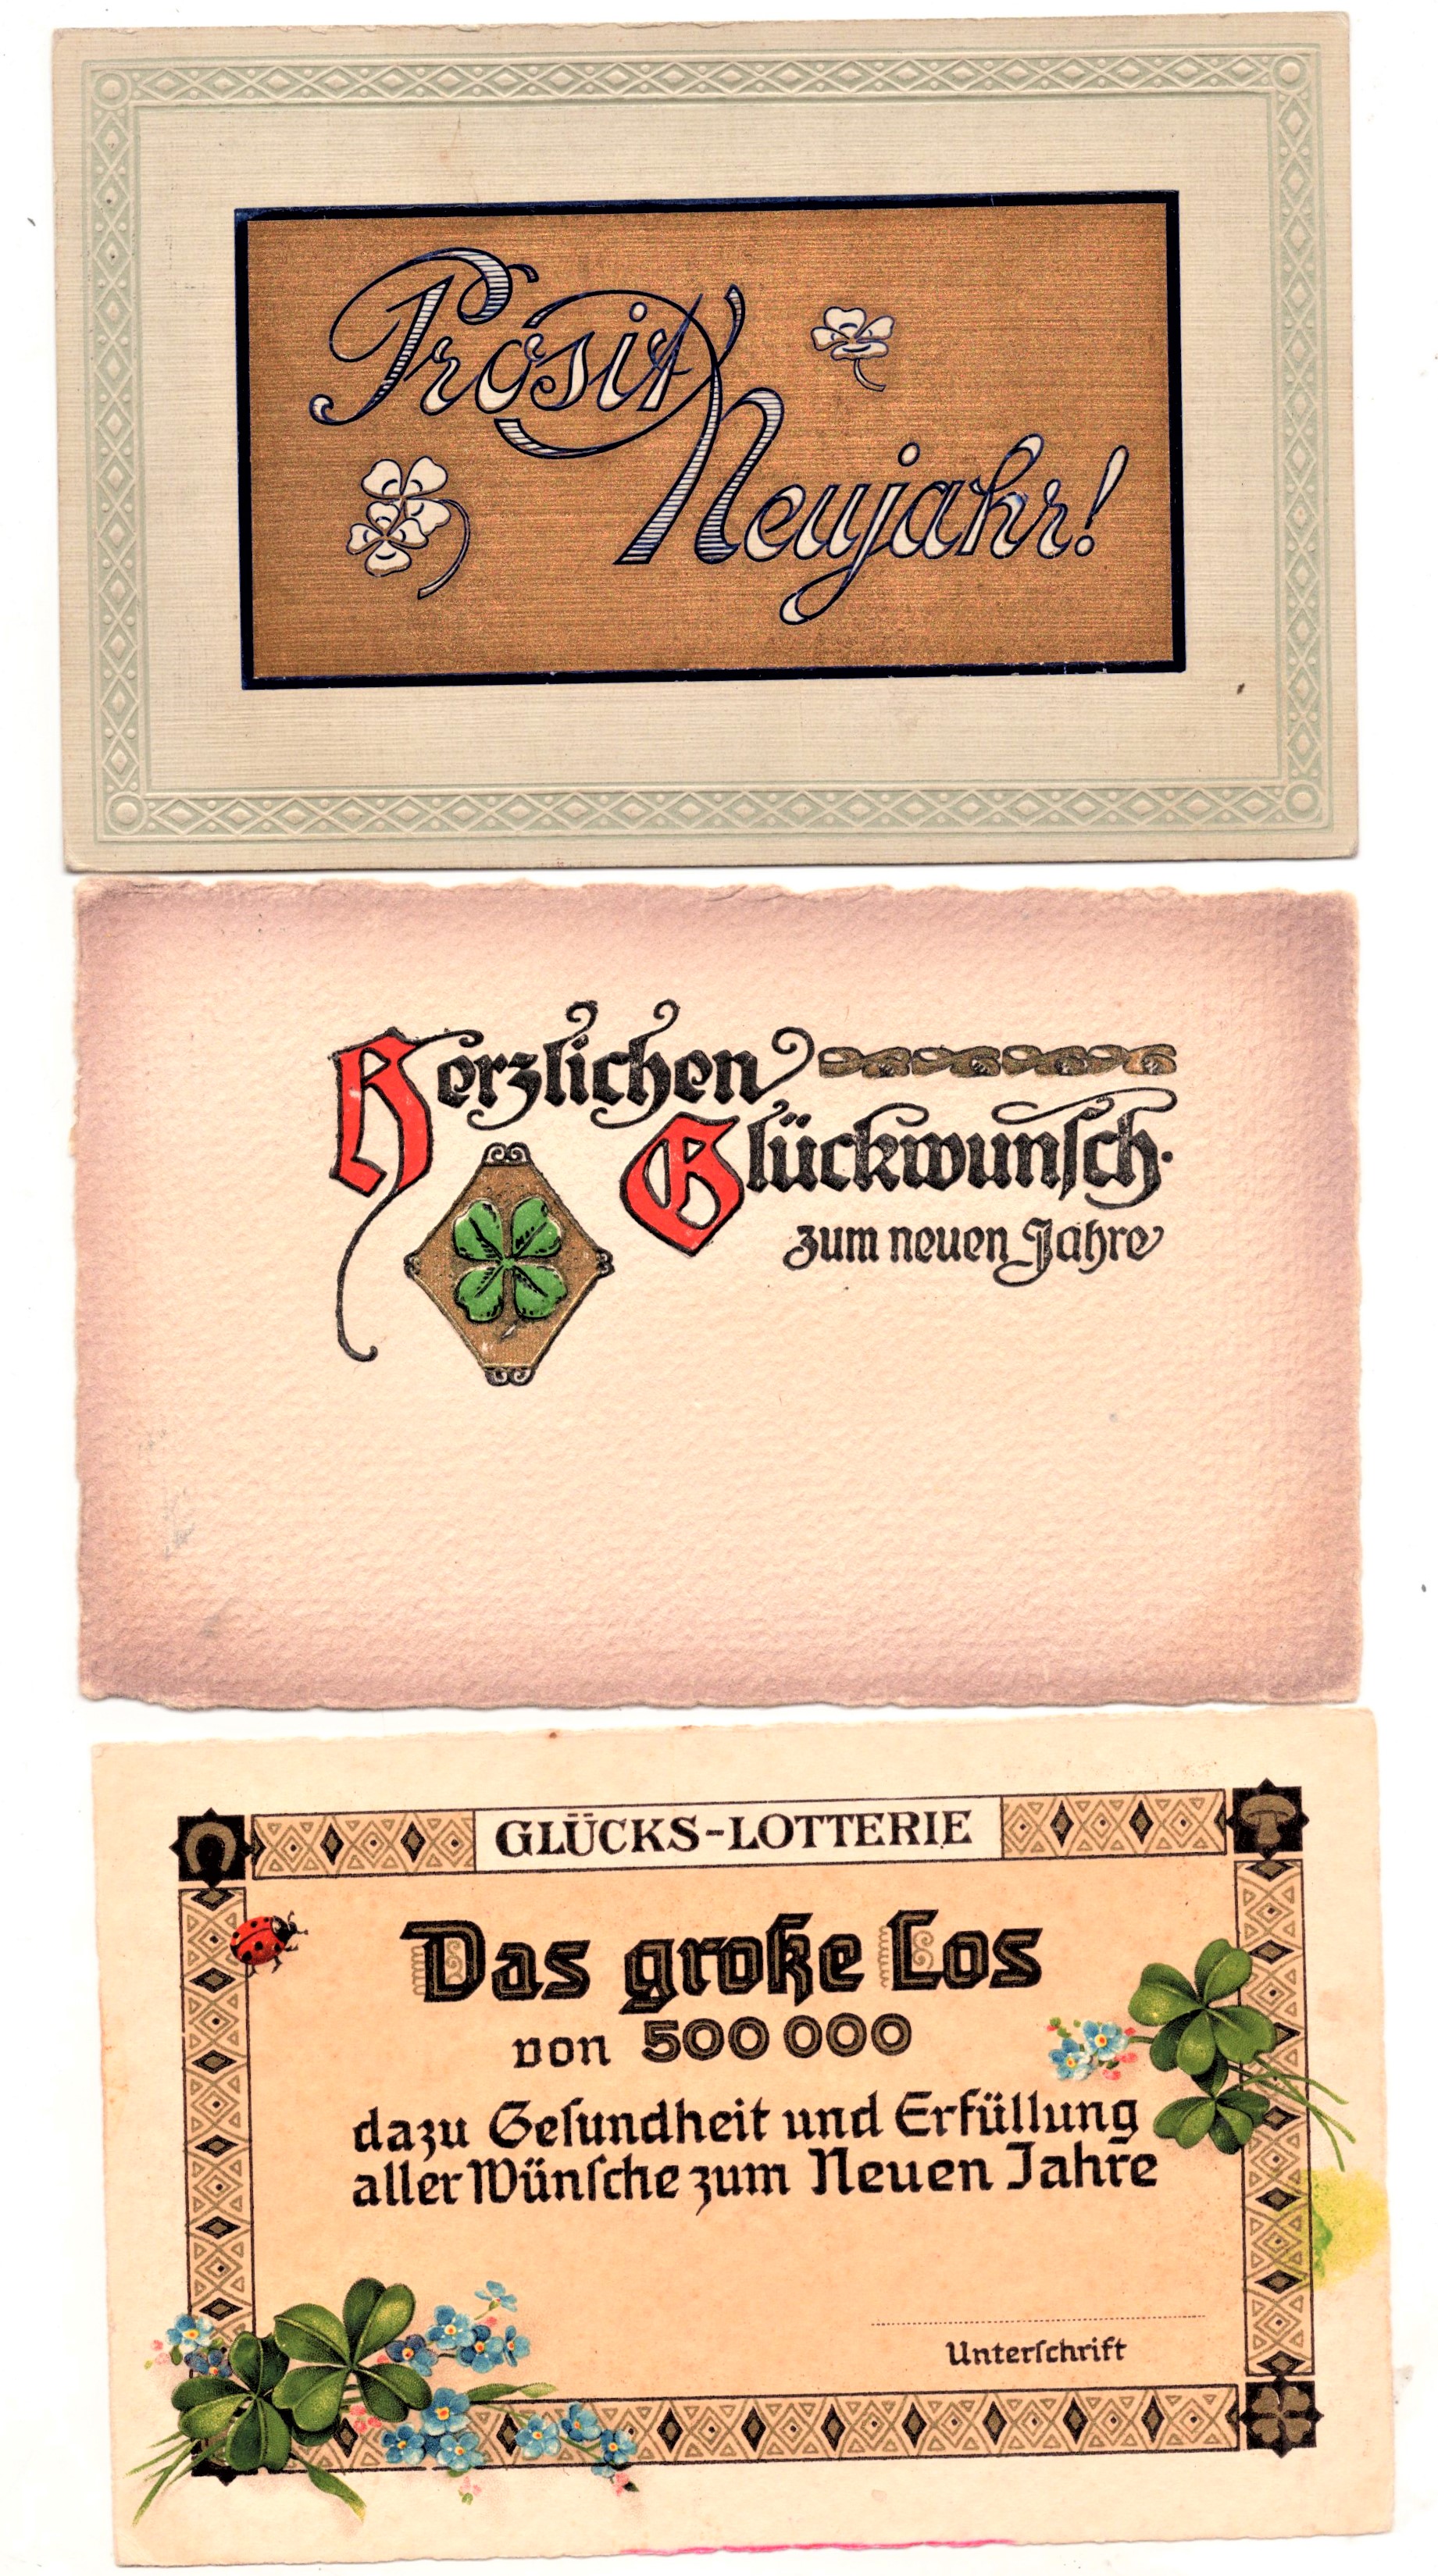 Prosit
Neujahr!
Herzlichen
Glückwunſch·
zum neuen Jahre
GLÜCKS-LOTTERIE
Das große Los
von 500 000
dazu Geſundheit und Erfüllung
aller Wünſche zum Neuen Jahre
Unterſchrift